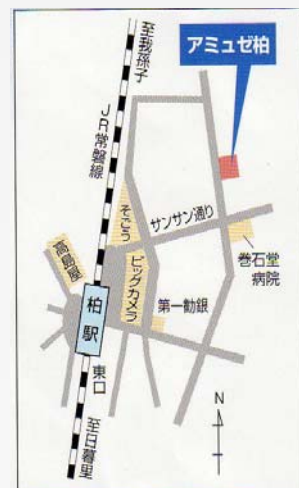 至我孫子
アミュゼ柏
JR常磐線
そごう
サンサン通り
高島屋
ビックカメラ
巻石堂
病院
第一勧銀
柏駅
東口
N
至日暮里